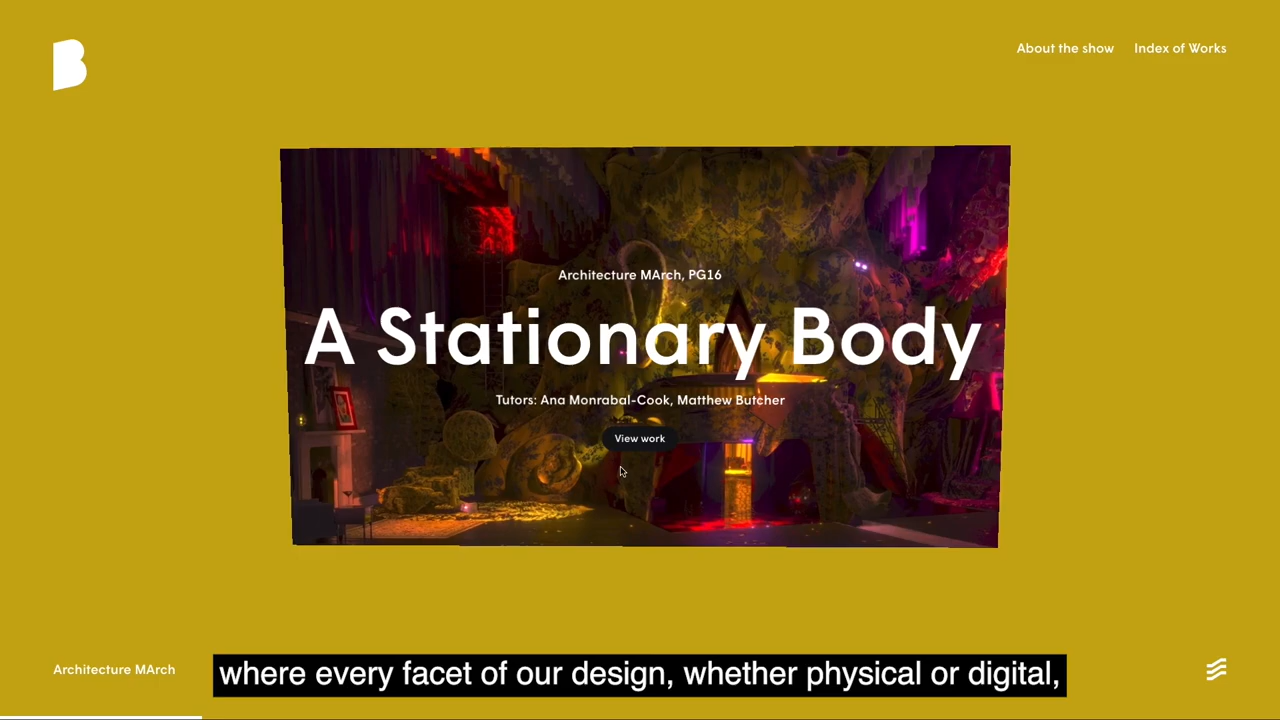 B
About the show
Index of Works
Architecture MArch, PG16
A Stationary Body
Tutors: Ana Monrabal-Cook, Matthew Butcher
View work
Architecture MArch
where every facet of our design, whether physical or digital,